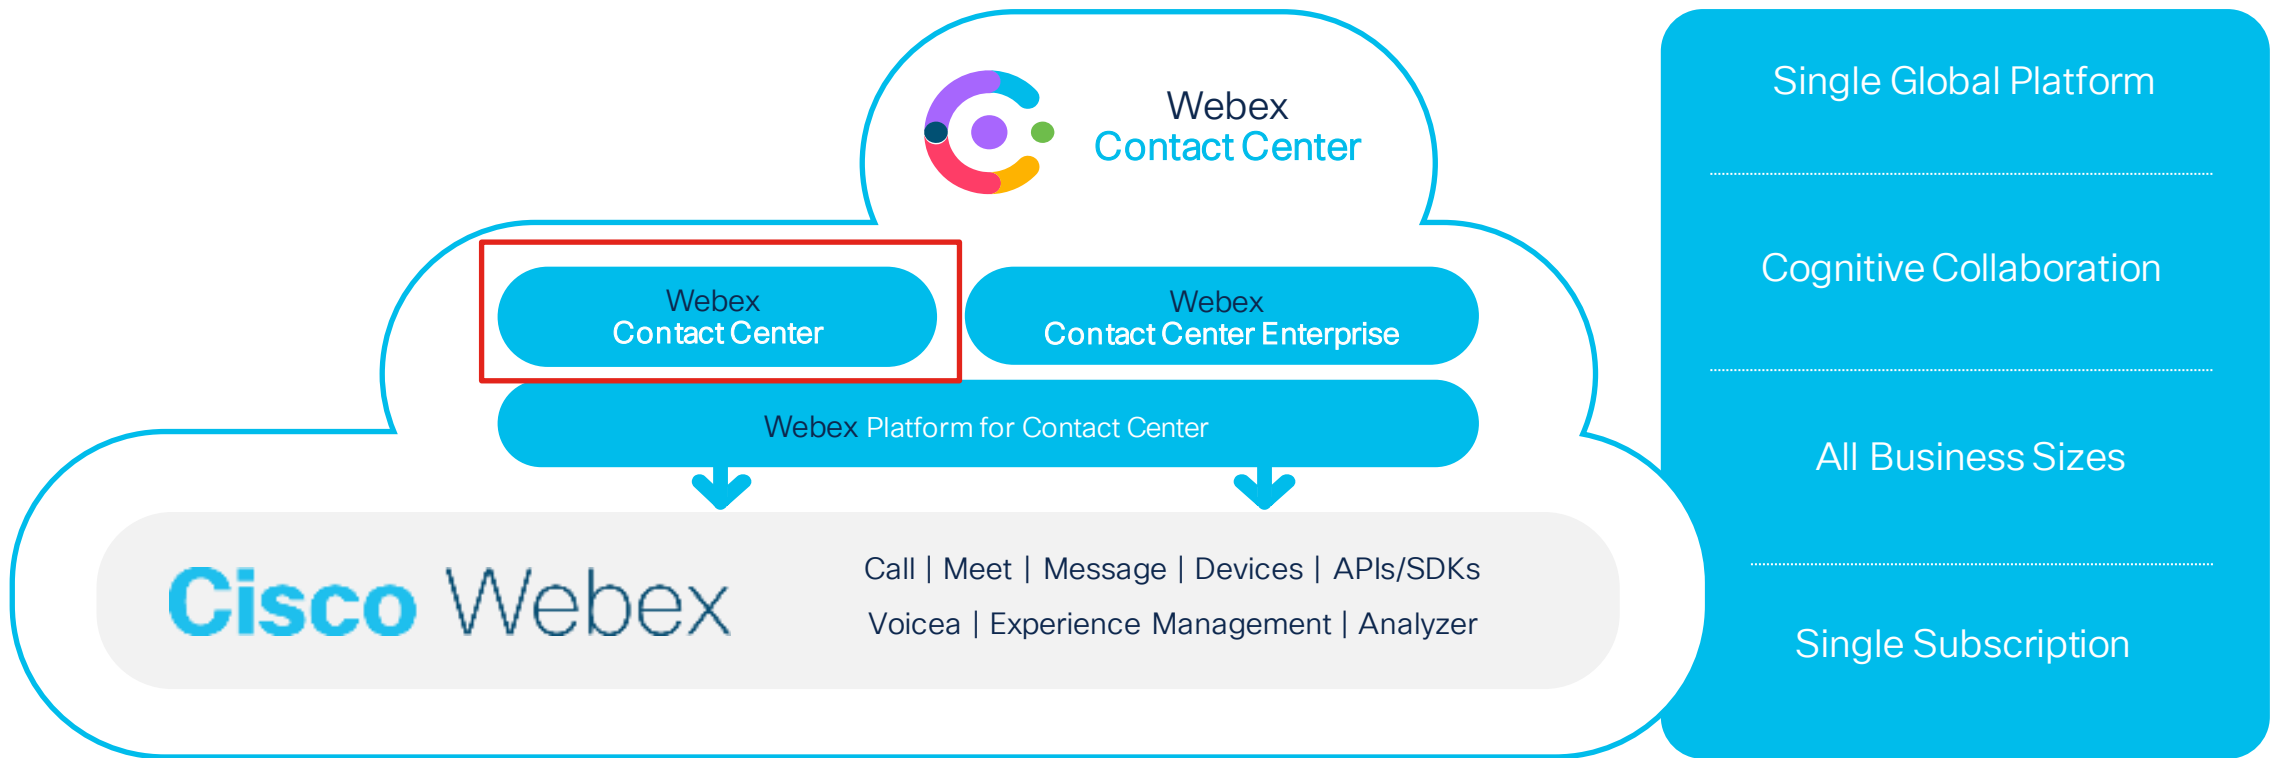 Webex
Contact Center
Webex
Contact Center
Webex
Contact Center Enterprise
Webex Platform for Contact Center
Cisco Webex
Call | Meet | Message | Devices | APIs/SDKs
Voicea | Experience Management | Analyzer
Single Global Platform
Cognitive Collaboration
All Business Sizes
Single Subscription